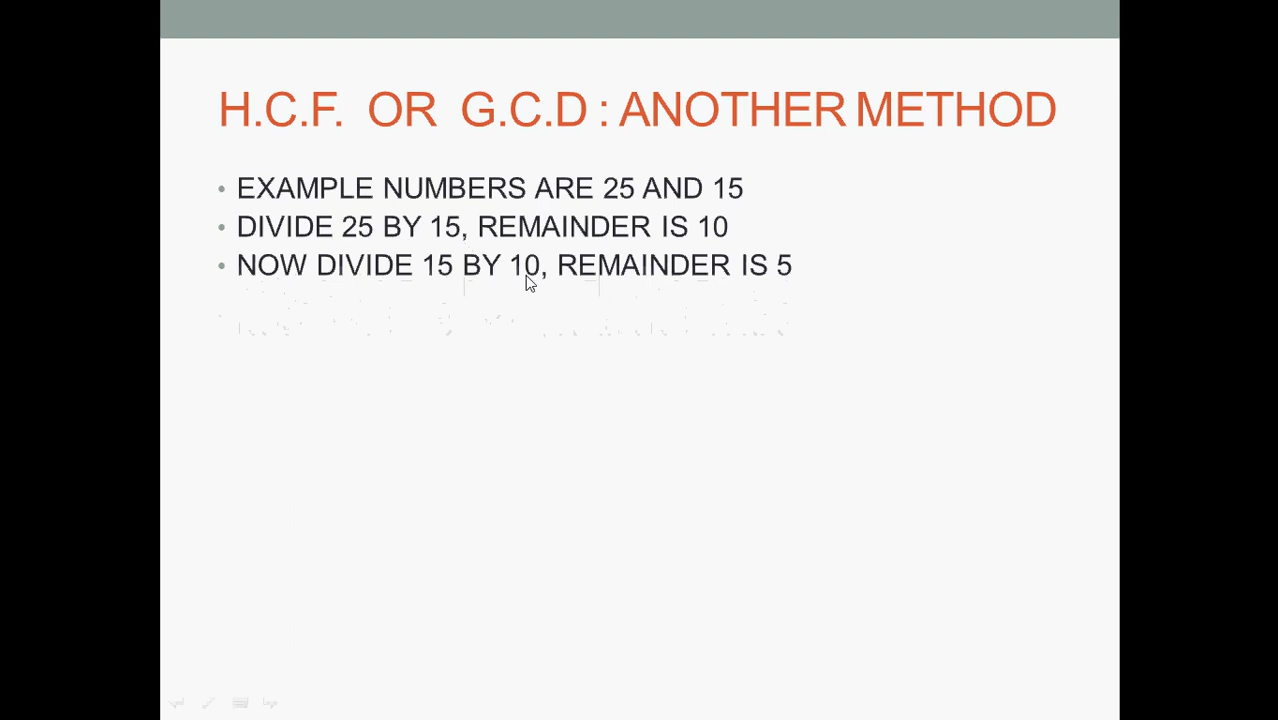 H.C.F. OR G.C.D : ANOTHER METHOD
• EXAMPLE NUMBERS ARE 25 AND 15
• DIVIDE 25 BY 15, REMAINDER IS 10
• NOW DIVIDE 15 BY 10, REMAINDER IS 5